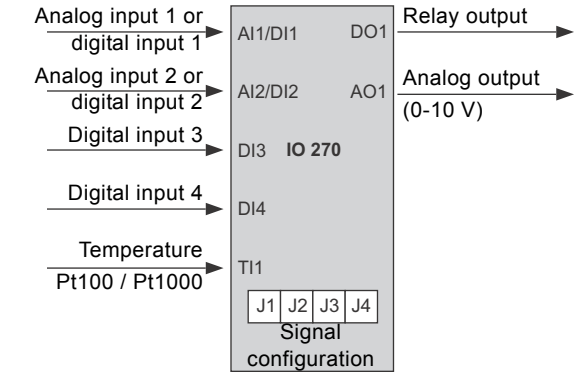 Analog input 1 or
digital input 1
AI1/DI1
DO1
Relay output
Analog input 2 or
digital input 2
AI2/DI2
AO1
Analog output
(0-10 V)
Digital input 3
DI3
IO 270
Digital input 4
DI4
Temperature
Pt100 / Pt1000
TI1
J1 J2 J3 J4
Signal
configuration